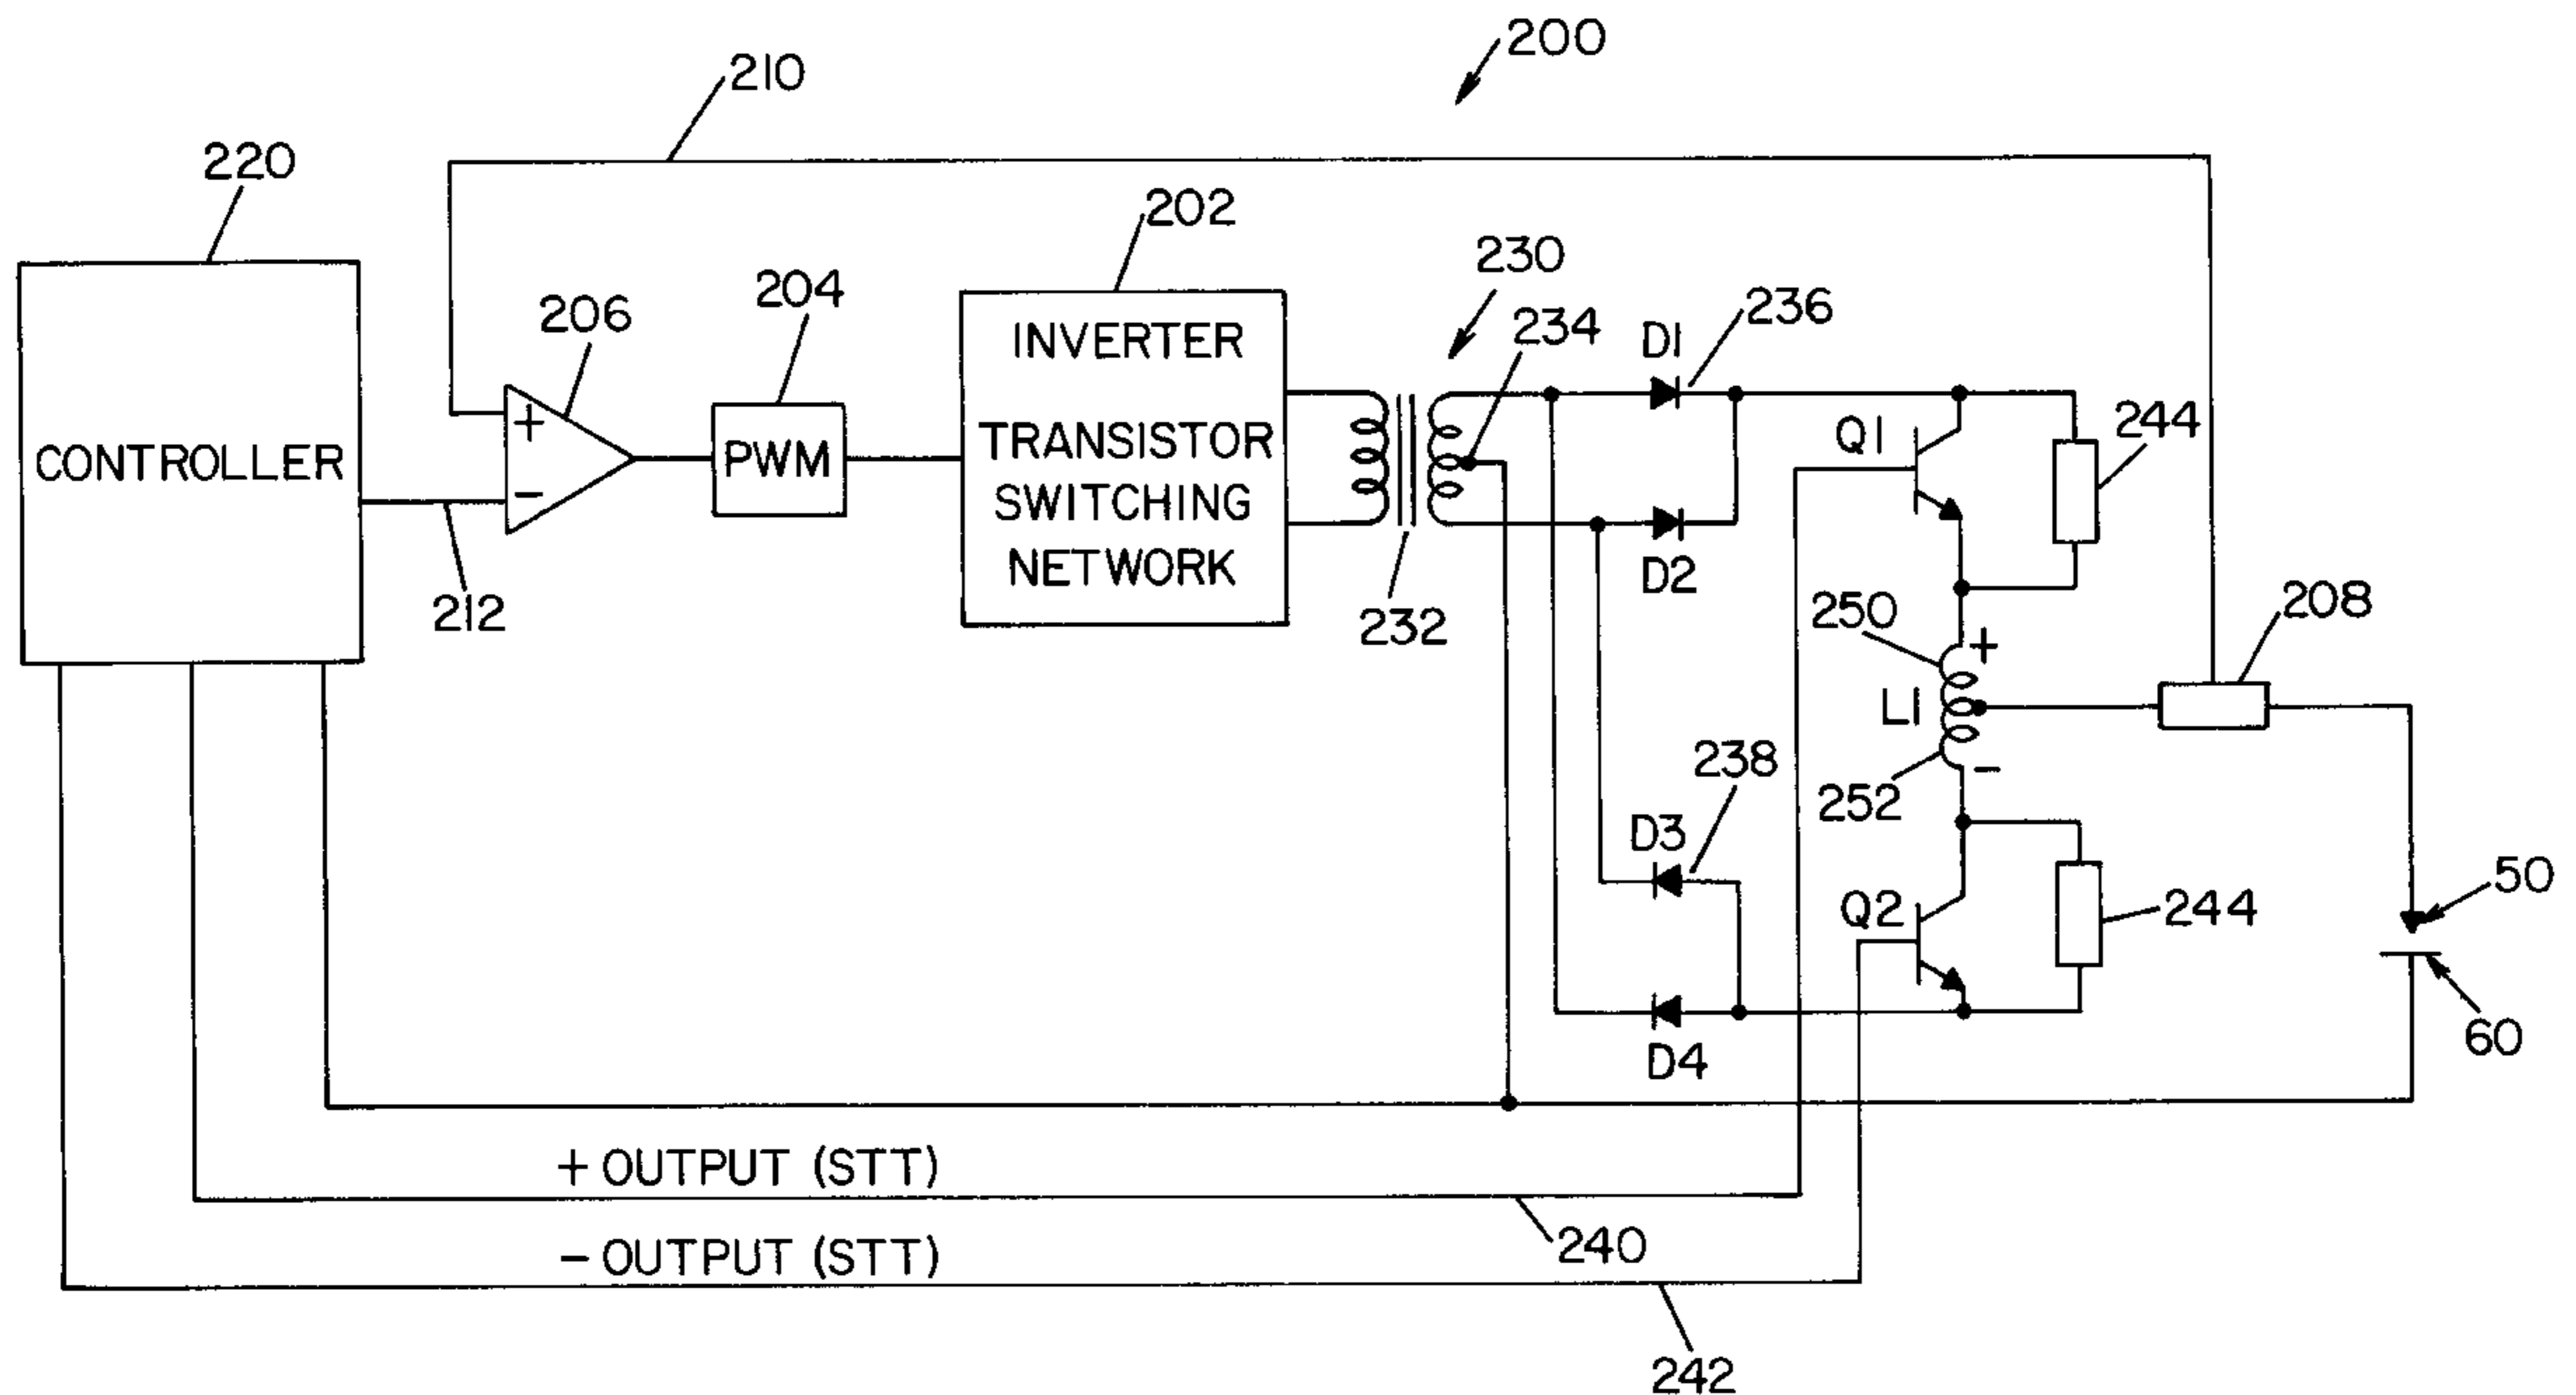 200
210
220
202
230
204
236
234
206
D1
INVERTER
244
Q1
+
TRANSISTOR
CONTROLLER
PWM
SWITCHING
-
NETWORK
D2
212
232
250
208
+
L1
238
-
252
D3
50
Q2
244
60
D4
+ OUTPUT (STT)
240
- OUTPUT (STT)
242